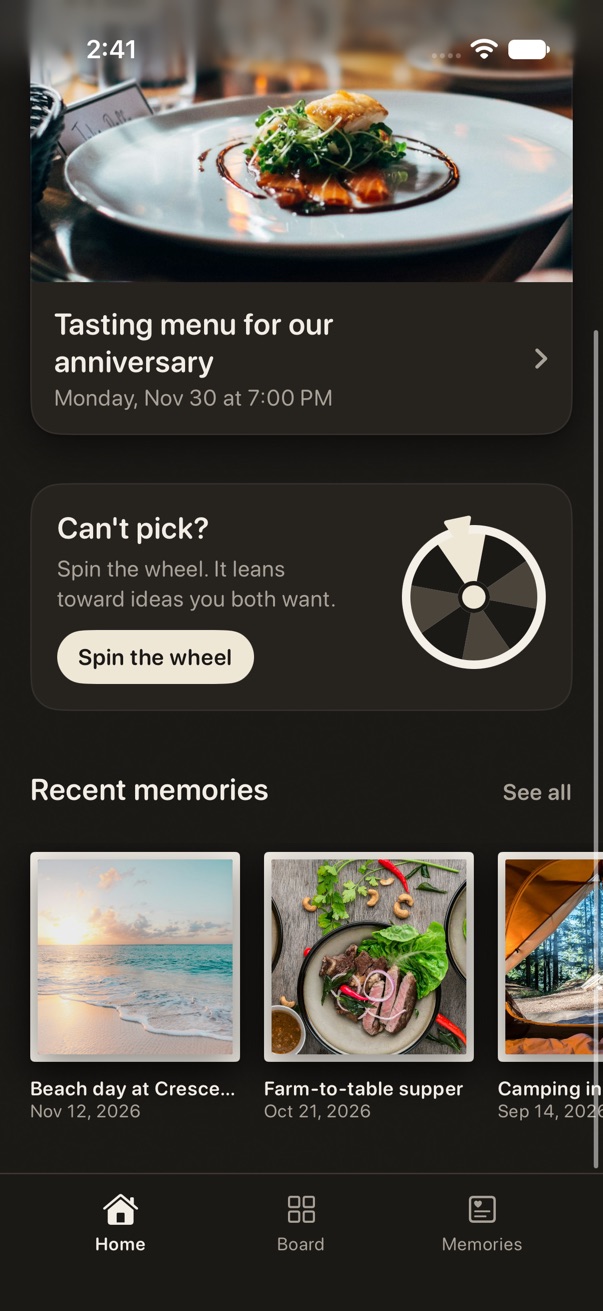 2:41
Tasting menu for our
anniversary
Monday, Nov 30 at 7:00 PM
Can't pick?
Spin the wheel. It leans
toward ideas you both want.
Spin the wheel
Recent memories
See all
Beach day at Cresce...
Farm-to-table supper
Camping in
Nov 12, 2026
Oct 21, 2026
Sep 14, 2026
Home
Board
Memories